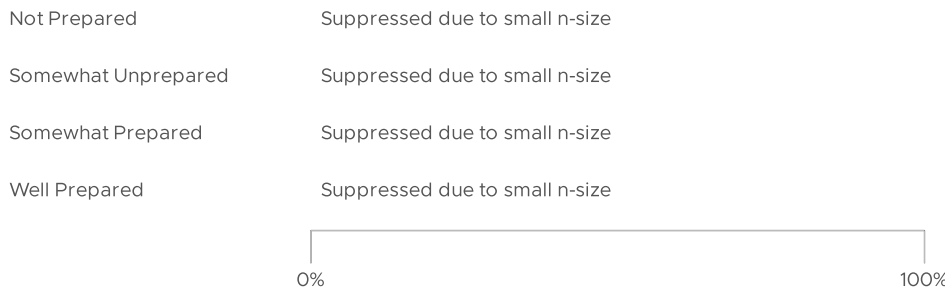 Not Prepared Suppressed due to small n-size
Somewhat Unprepared Suppressed due to small n-size
Somewhat Prepared Suppressed due to small n-size
Well Prepared Suppressed due to small n-size
0% 100%